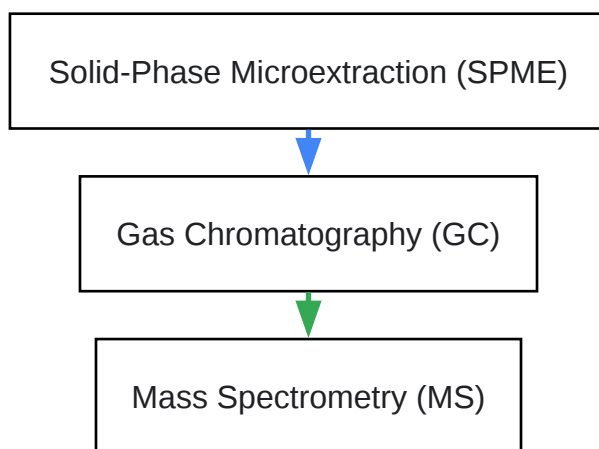 Solid-Phase Microextraction (SPME)
Gas Chromatography (GC)
Mass Spectrometry (MS)